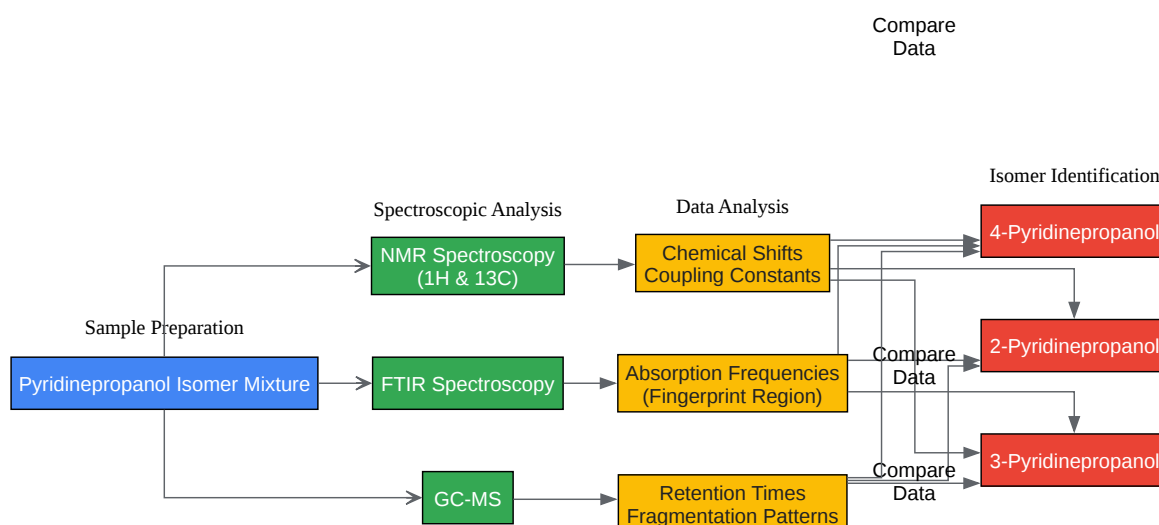 Compare
Data
Isomer Identification
Spectroscopic Analysis
Data Analysis
4-Pyridinepropanol
NMR Spectroscopy
(1H & 13C)
Chemical Shifts
Coupling Constants
Sample Preparation
2-Pyridinepropanol
Pyridinepropanol Isomer Mixture
FTIR Spectroscopy
Absorption Frequencies
(Fingerprint Region)
Compare
Data
3-Pyridinepropanol
GC-MS
Retention Times
Fragmentation Patterns
Compare
Data